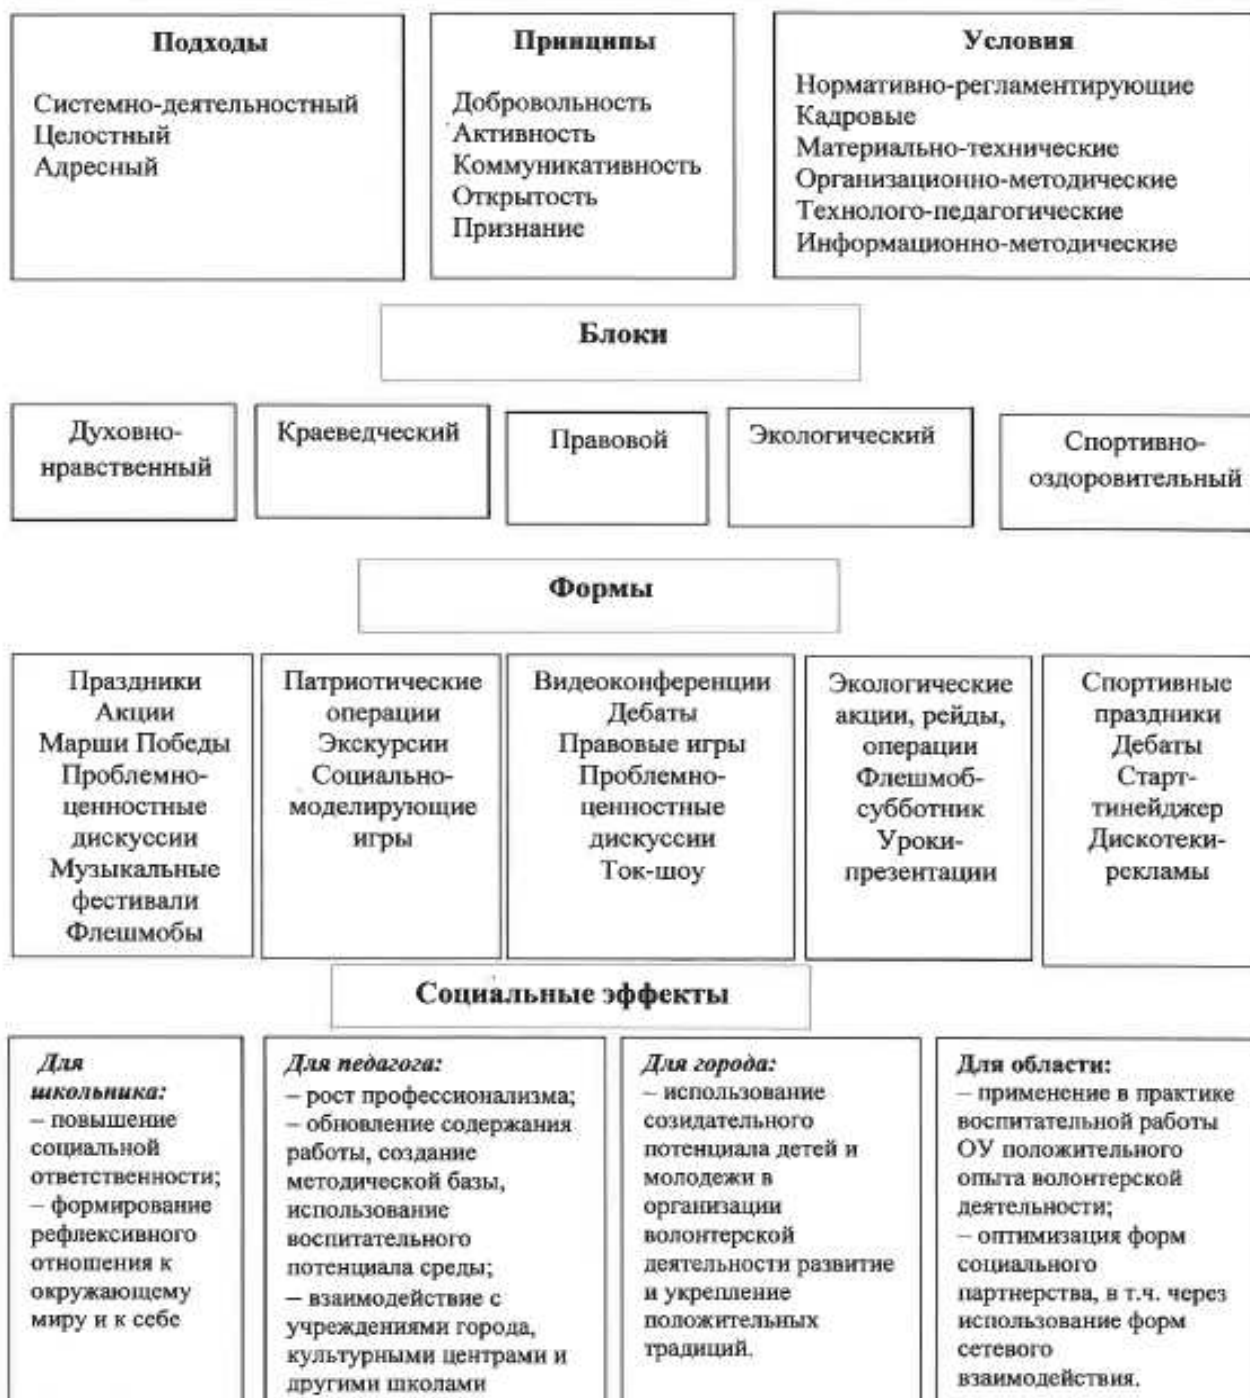 Подходы
Системно-деятельностный
Целостный
Адресный
Принципы
Добровольность
Активность
Коммуникативность
Открытость
Признание
Условия
Нормативно-регламентирующие
Кадровые
Материально-технические
Организационно-методические
Технолого-педагогические
Информационно-методические
Блоки
Духовно-
нравственный
Краеведческий
Правовой
Экологический
Спортивно-
оздоровительный
Формы
Праздники
Акции
Марши Победы
Проблемно-
ценностные
дискуссии
Музыкальные
фестивали
Флешмобы
Патриотические
операции
Экскурсии
Социально-
моделирующие
игры
Видеоконференции
Дебаты
Правовые игры
Проблемно-
ценностные
дискуссии
Ток-шоу
Экологические
акции, рейды,
операции
Флешмоб-
субботник
Уроки-
презентации
Спортивные
праздники
Дебаты
Старт-
тинейджер
Дискотеки-
рекламы
Социальные эффекты
Для
школьника:
– повышение
социальной
ответственности;
– формирование
рефлексивного
отношения к
окружающему
миру и к себе
Для педагога:
– рост профессионализма;
– обновление содержания
работы, создание
методической базы,
использование
воспитательного
потенциала среды;
– взаимодействие с
учреждениями города,
культурными центрами и
другими школами
Для города:
– использование
созидательного
потенциала детей и
молодежи в
организации
волонтерской
деятельности развитие
и укрепление
положительных
традиций.
Для области:
– применение в практике
воспитательной работы
ОУ положительного
опыта волонтерской
деятельности;
– оптимизация форм
социального
партнерства, в т.ч. через
использование форм
сетевого
взаимодействия.